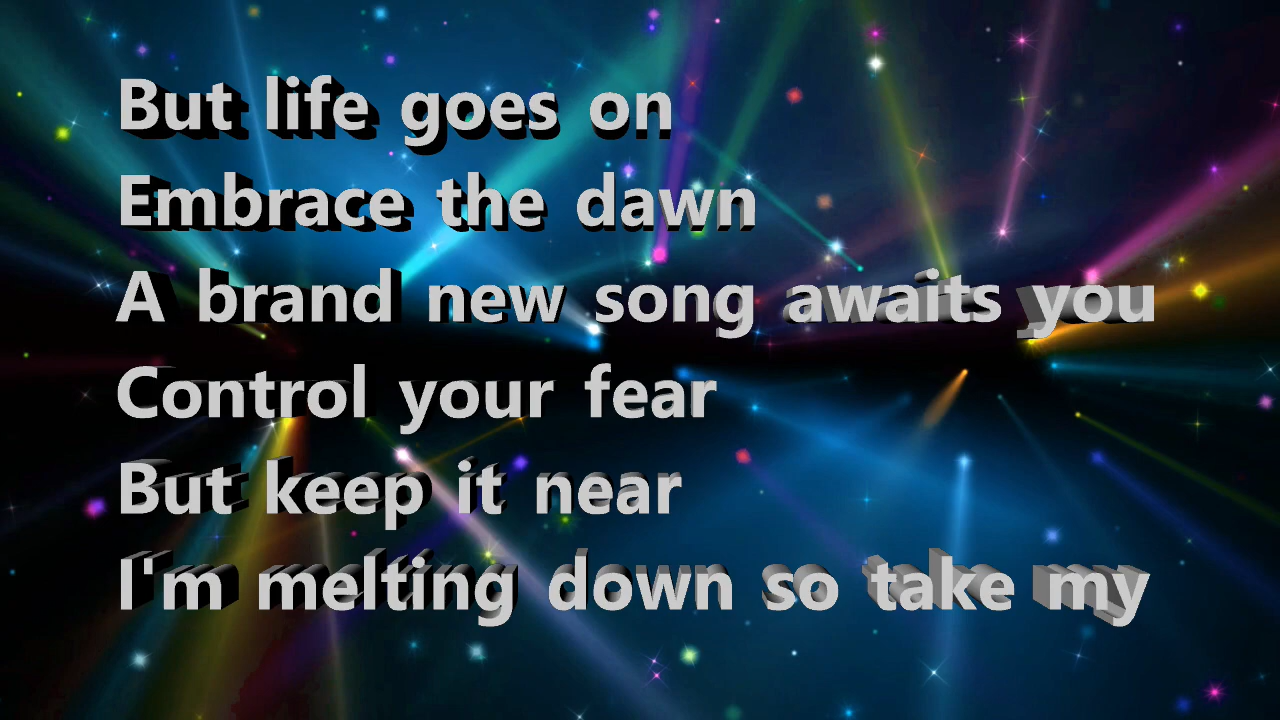 But life goes on
Embrace the dawn
A brand new song awaits you
Control your fear
But keep it near
I'm melting down so take my